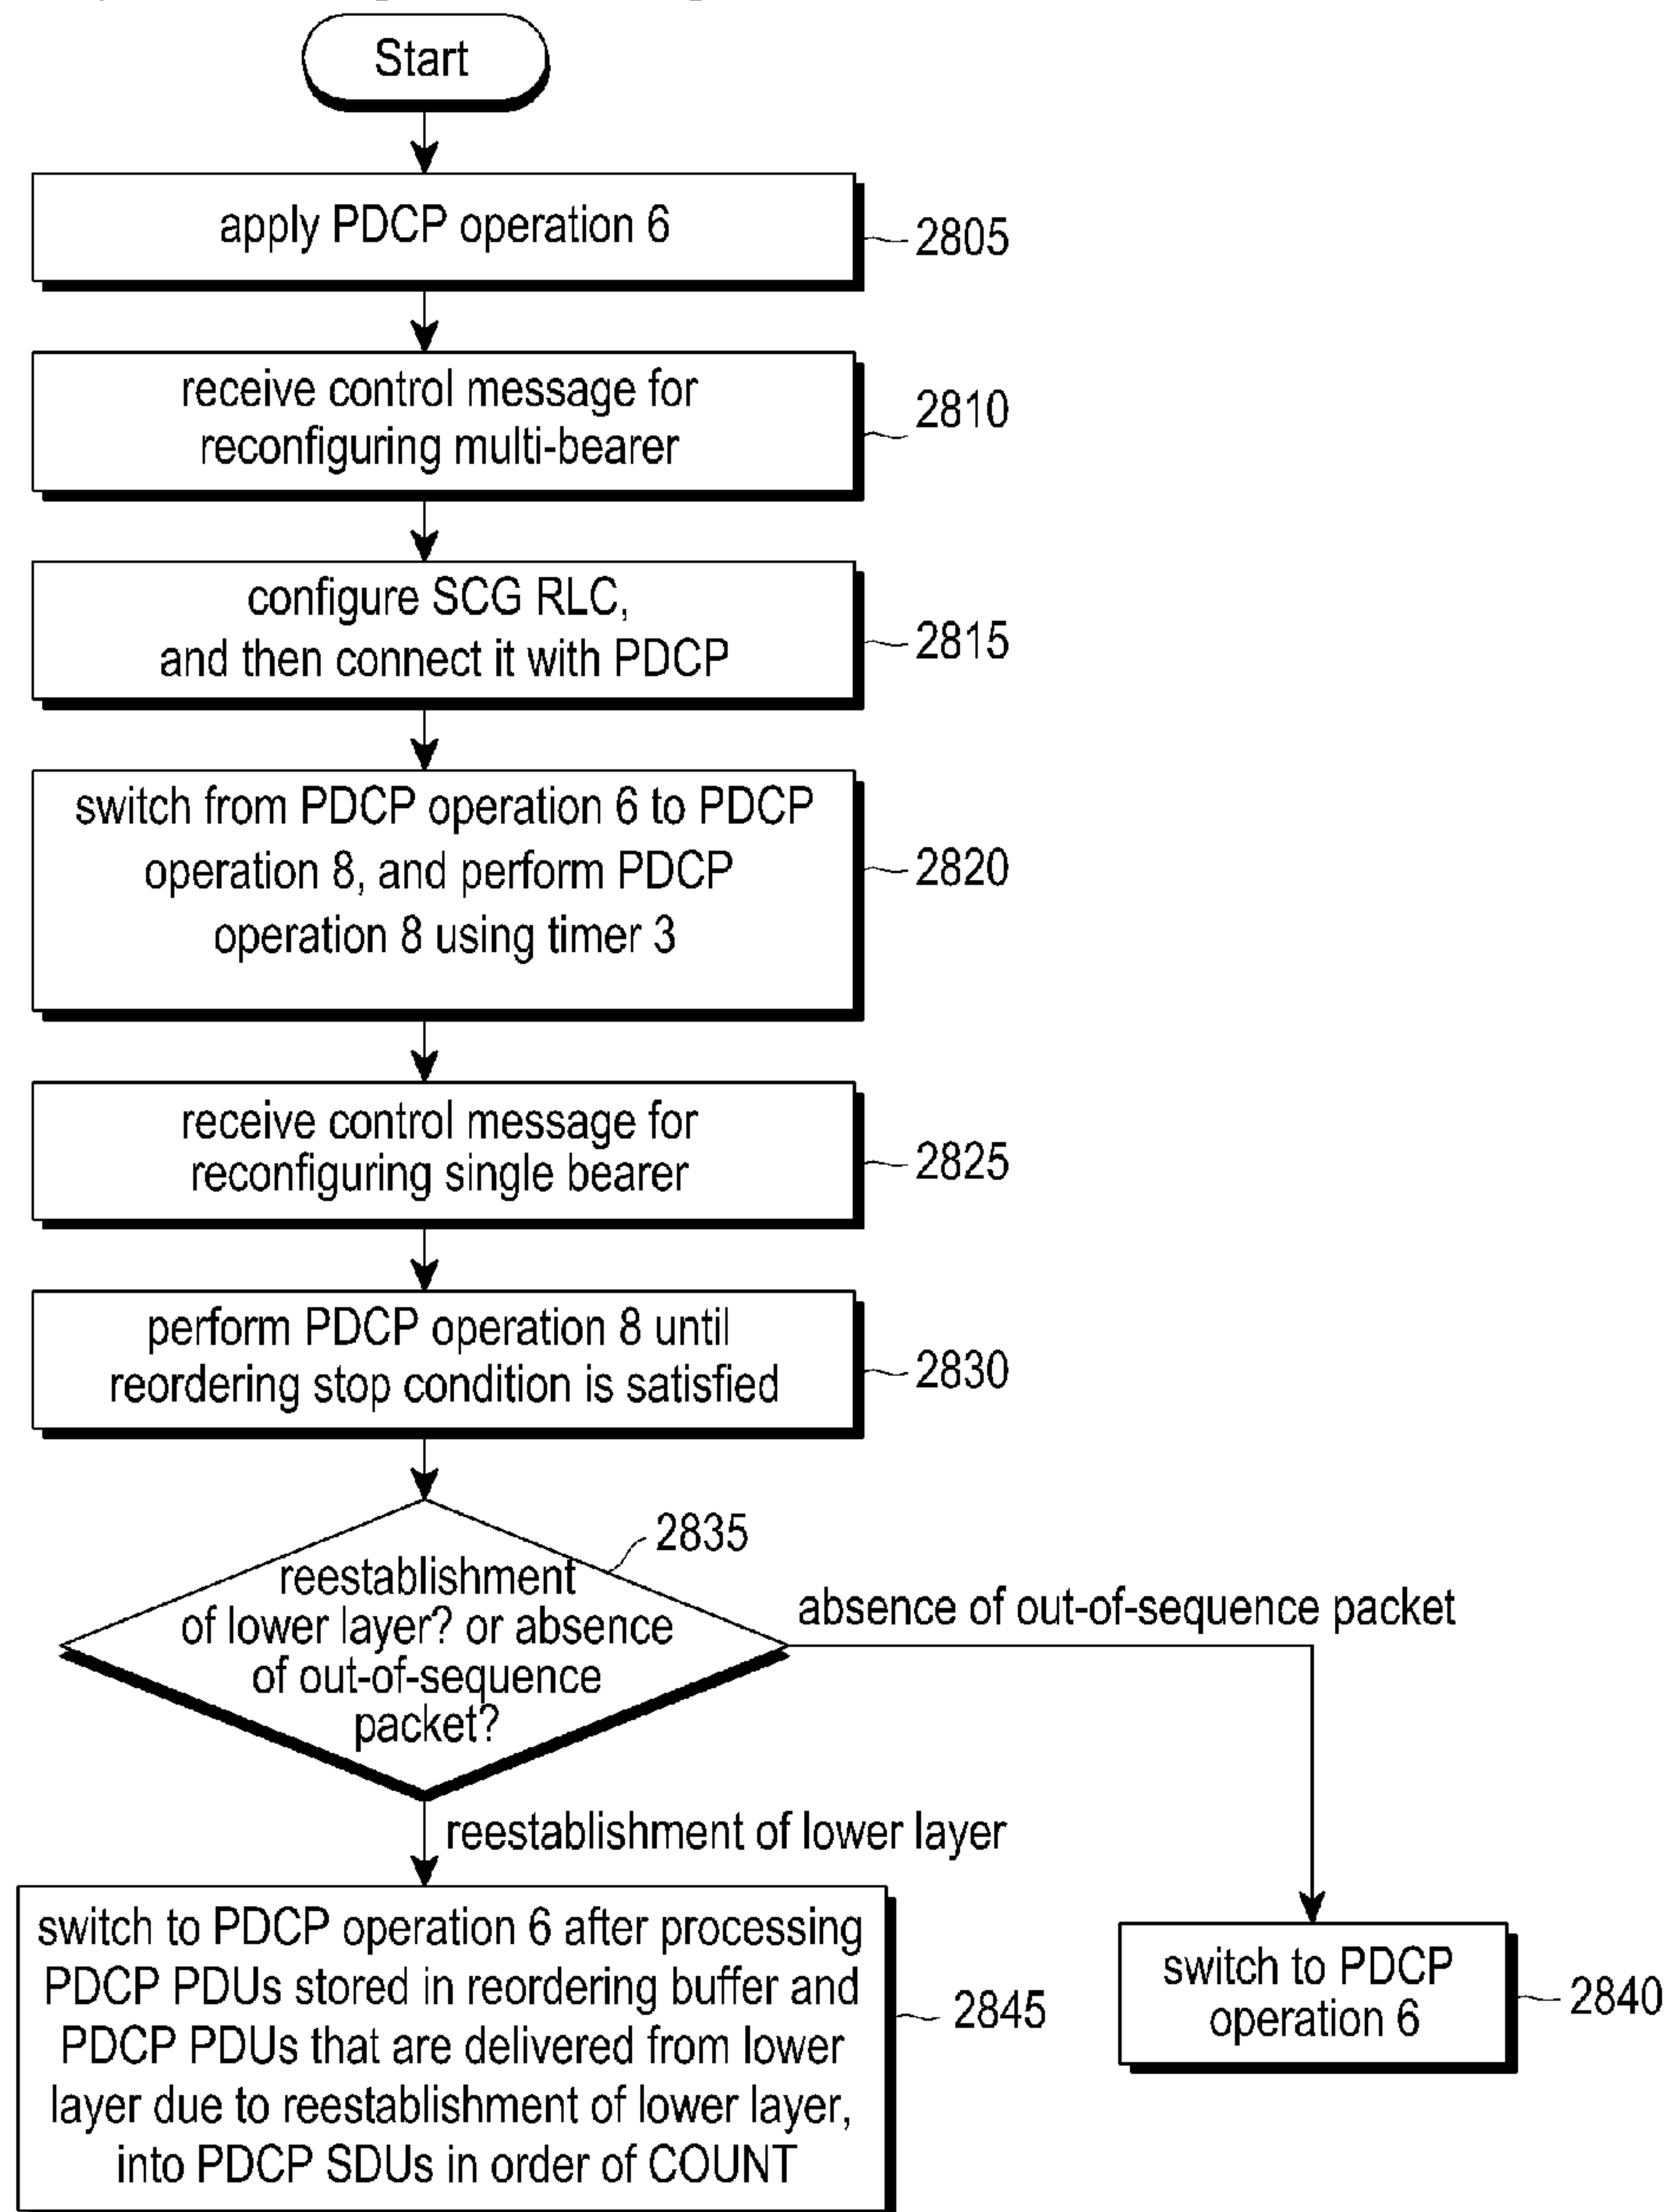 Start
apply PDCP operation 6
2805
receive control message for
reconfiguring multi-bearer
2810
configure SCG RLC,
and then connect it with PDCP
2815
switch from PDCP operation 6 to PDCP
operation 8, and perform PDCP
operation 8 using timer 3
2820
receive control message for
reconfiguring single bearer
2825
perform PDCP operation 8 until
reordering stop condition is satisfied
2830
2835
reestablishment
of lower layer? or absence
of out-of-sequence
packet?
absence of out-of-sequence packet
reestablishment of lower layer
switch to PDCP operation 6 after processing
PDCP PDUs stored in reordering buffer and
PDCP PDUs that are delivered from lower
layer due to reestablishment of lower layer,
into PDCP SDUs in order of COUNT
2845
switch to PDCP
operation 6
2840